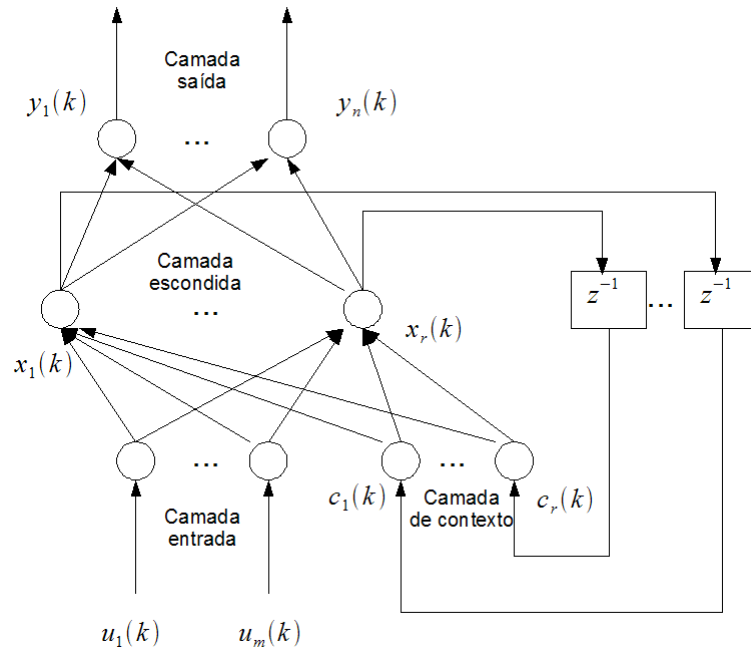 Camada
saída
y₁(k)
...
yₙ(k)
Camada
escondida
...
z⁻¹
...
z⁻¹
x₁(k)
xᵣ(k)
...
...
c₁(k)
Camada
de contexto
cᵣ(k)
Camada
entrada
u₁(k)
uₘ(k)